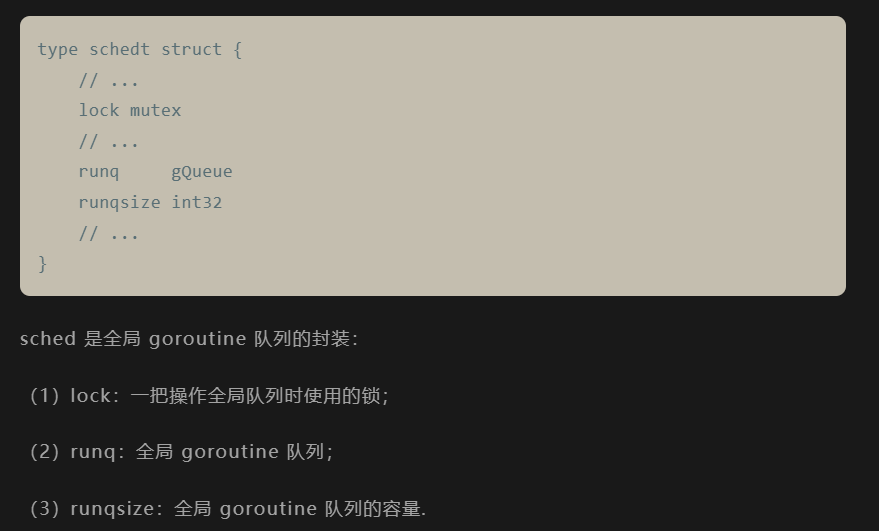 type schedt struct {
    // ...
    lock mutex
    // ...
    runq     gQueue
    runqsize int32
    // ...
}
sched 是全局 goroutine 队列的封装：
（1）lock：一把操作全局队列时使用的锁；
（2）runq：全局 goroutine 队列；
（3）runqsize：全局 goroutine 队列的容量.